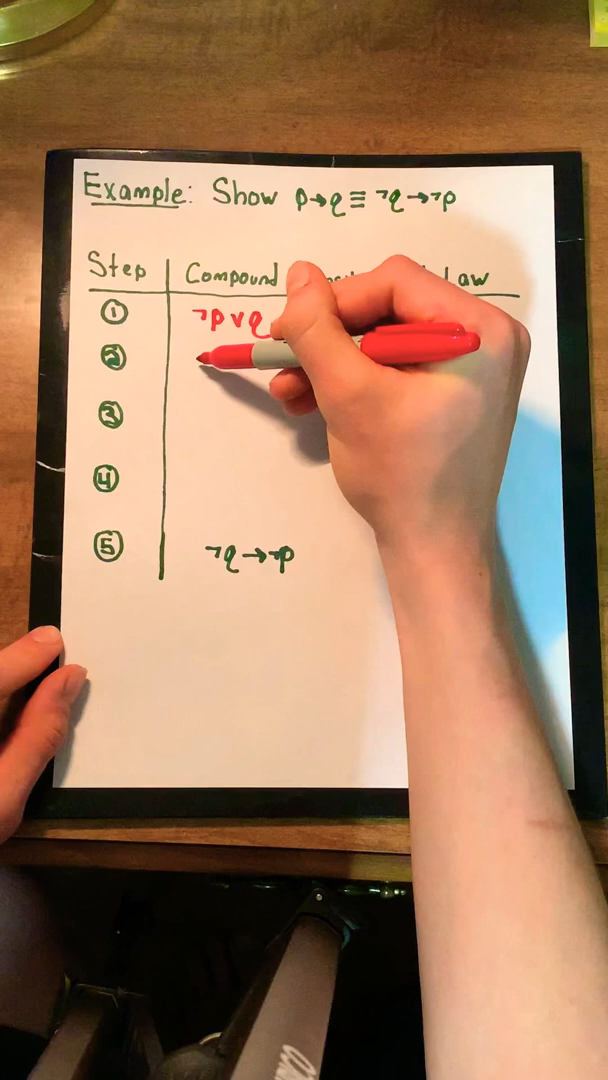 Example: Show p→q ≡ ¬q→¬p
Step Compound Law
① ¬p∨q
②
③
④
⑤ ¬q→¬p